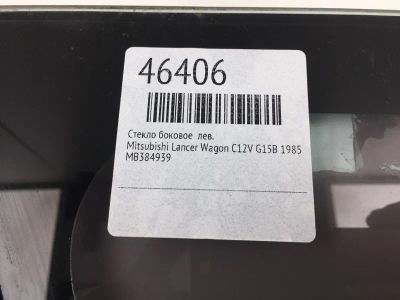 46406
Стекло боковое лев.
Mitsubishi Lancer Wagon C12V G15B 1985
MB384939